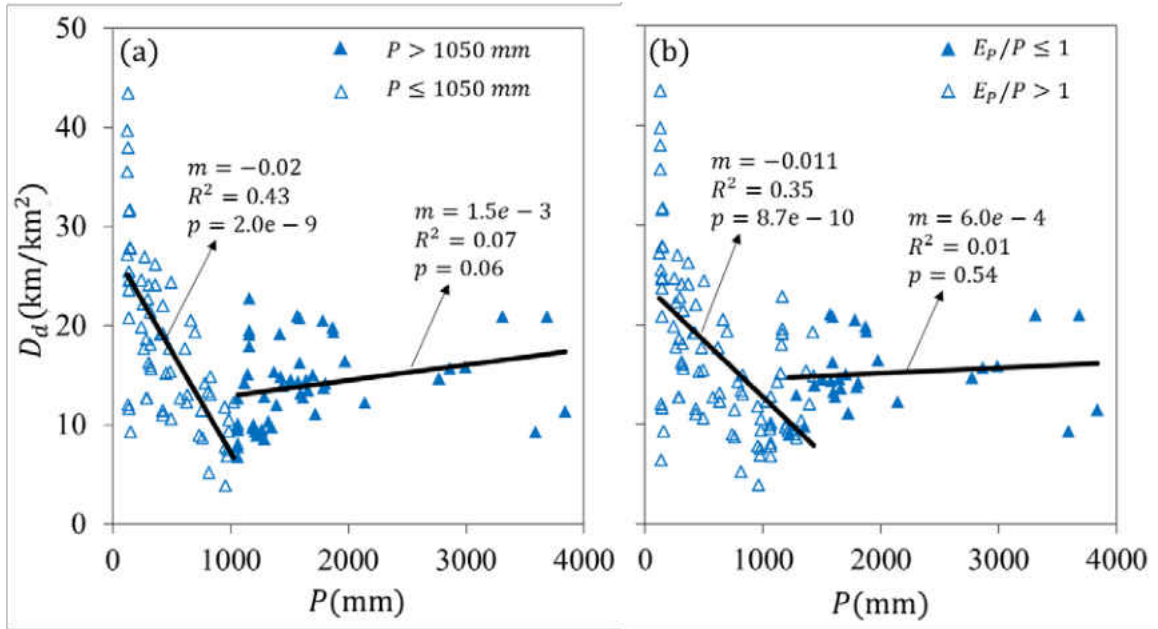 (a)
P > 1050 mm
P ≤ 1050 mm
m = −0.02
R² = 0.43
p = 2.0e − 9
m = 1.5e − 3
R² = 0.07
p = 0.06
50
40
30
20
10
0
D_d(km/km²)
0 1000 2000 3000 4000
P(mm)
(b)
E_P/P ≤ 1
E_P/P > 1
m = −0.011
R² = 0.35
p = 8.7e − 10
m = 6.0e − 4
R² = 0.01
p = 0.54
0 1000 2000 3000 4000
P(mm)